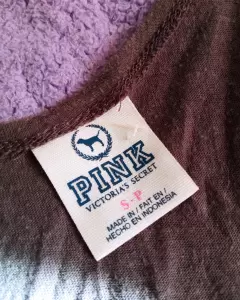 PINK
VICTORIA'S SECRET
S-P
MADE IN / FAIT EN /
HECHO EN INDONESIA